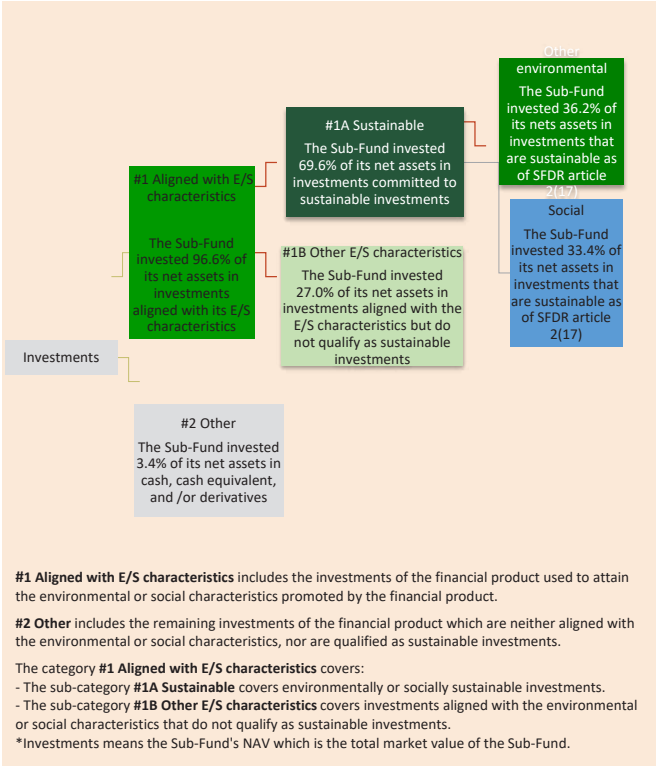 Other
environmental
The Sub-Fund
invested 36.2% of
its nets assets in
investments that
are sustainable as
of SFDR article
2(17)
#1A Sustainable
The Sub-Fund invested
69.6% of its net assets in
investments committed to
sustainable investments
#1 Aligned with E/S
characteristics
The Sub-Fund
invested 96.6% of
its net assets in
investments
aligned with its E/S
characteristics
Social
The Sub-Fund
invested 33.4% of
its net assets in
investments that
are sustainable as
of SFDR article
2(17)
#1B Other E/S characteristics
The Sub-Fund invested
27.0% of its net assets in
investments aligned with the
E/S characteristics but do
not qualify as sustainable
investments
Investments
#2 Other
The Sub-Fund invested
3.4% of its net assets in
cash, cash equivalent,
and /or derivatives
#1 Aligned with E/S characteristics includes the investments of the financial product used to attain
the environmental or social characteristics promoted by the financial product.
#2 Other includes the remaining investments of the financial product which are neither aligned with
the environmental or social characteristics, nor are qualified as sustainable investments.
The category #1 Aligned with E/S characteristics covers:
- The sub-category #1A Sustainable covers environmentally or socially sustainable investments.
- The sub-category #1B Other E/S characteristics covers investments aligned with the environmental
or social characteristics that do not qualify as sustainable investments.
*Investments means the Sub-Fund's NAV which is the total market value of the Sub-Fund.